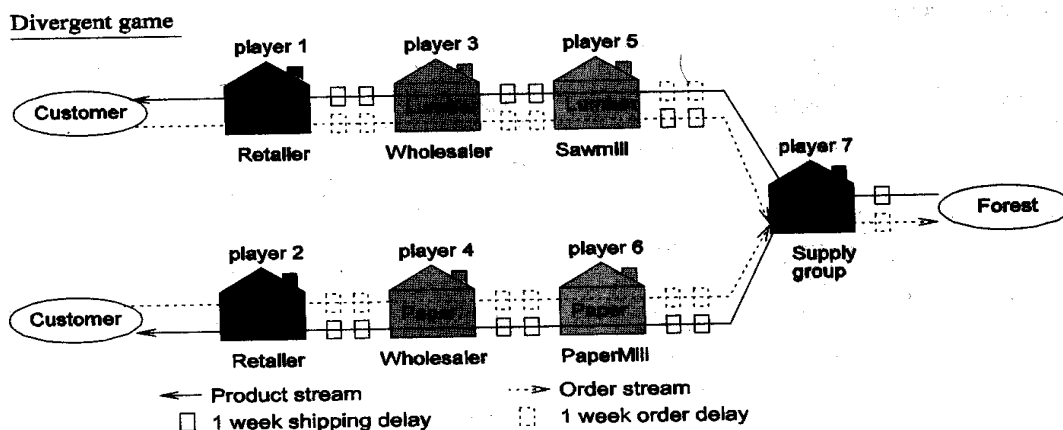 Divergent game
player 1 player 3 player 5
Customer
Lumber Lumber
Retailer Wholesaler Sawmill
player 7
Forest
Supply
group
player 2 player 4 player 6
Customer
Paper Paper
Retailer Wholesaler PaperMill
Product stream Order stream
1 week shipping delay 1 week order delay